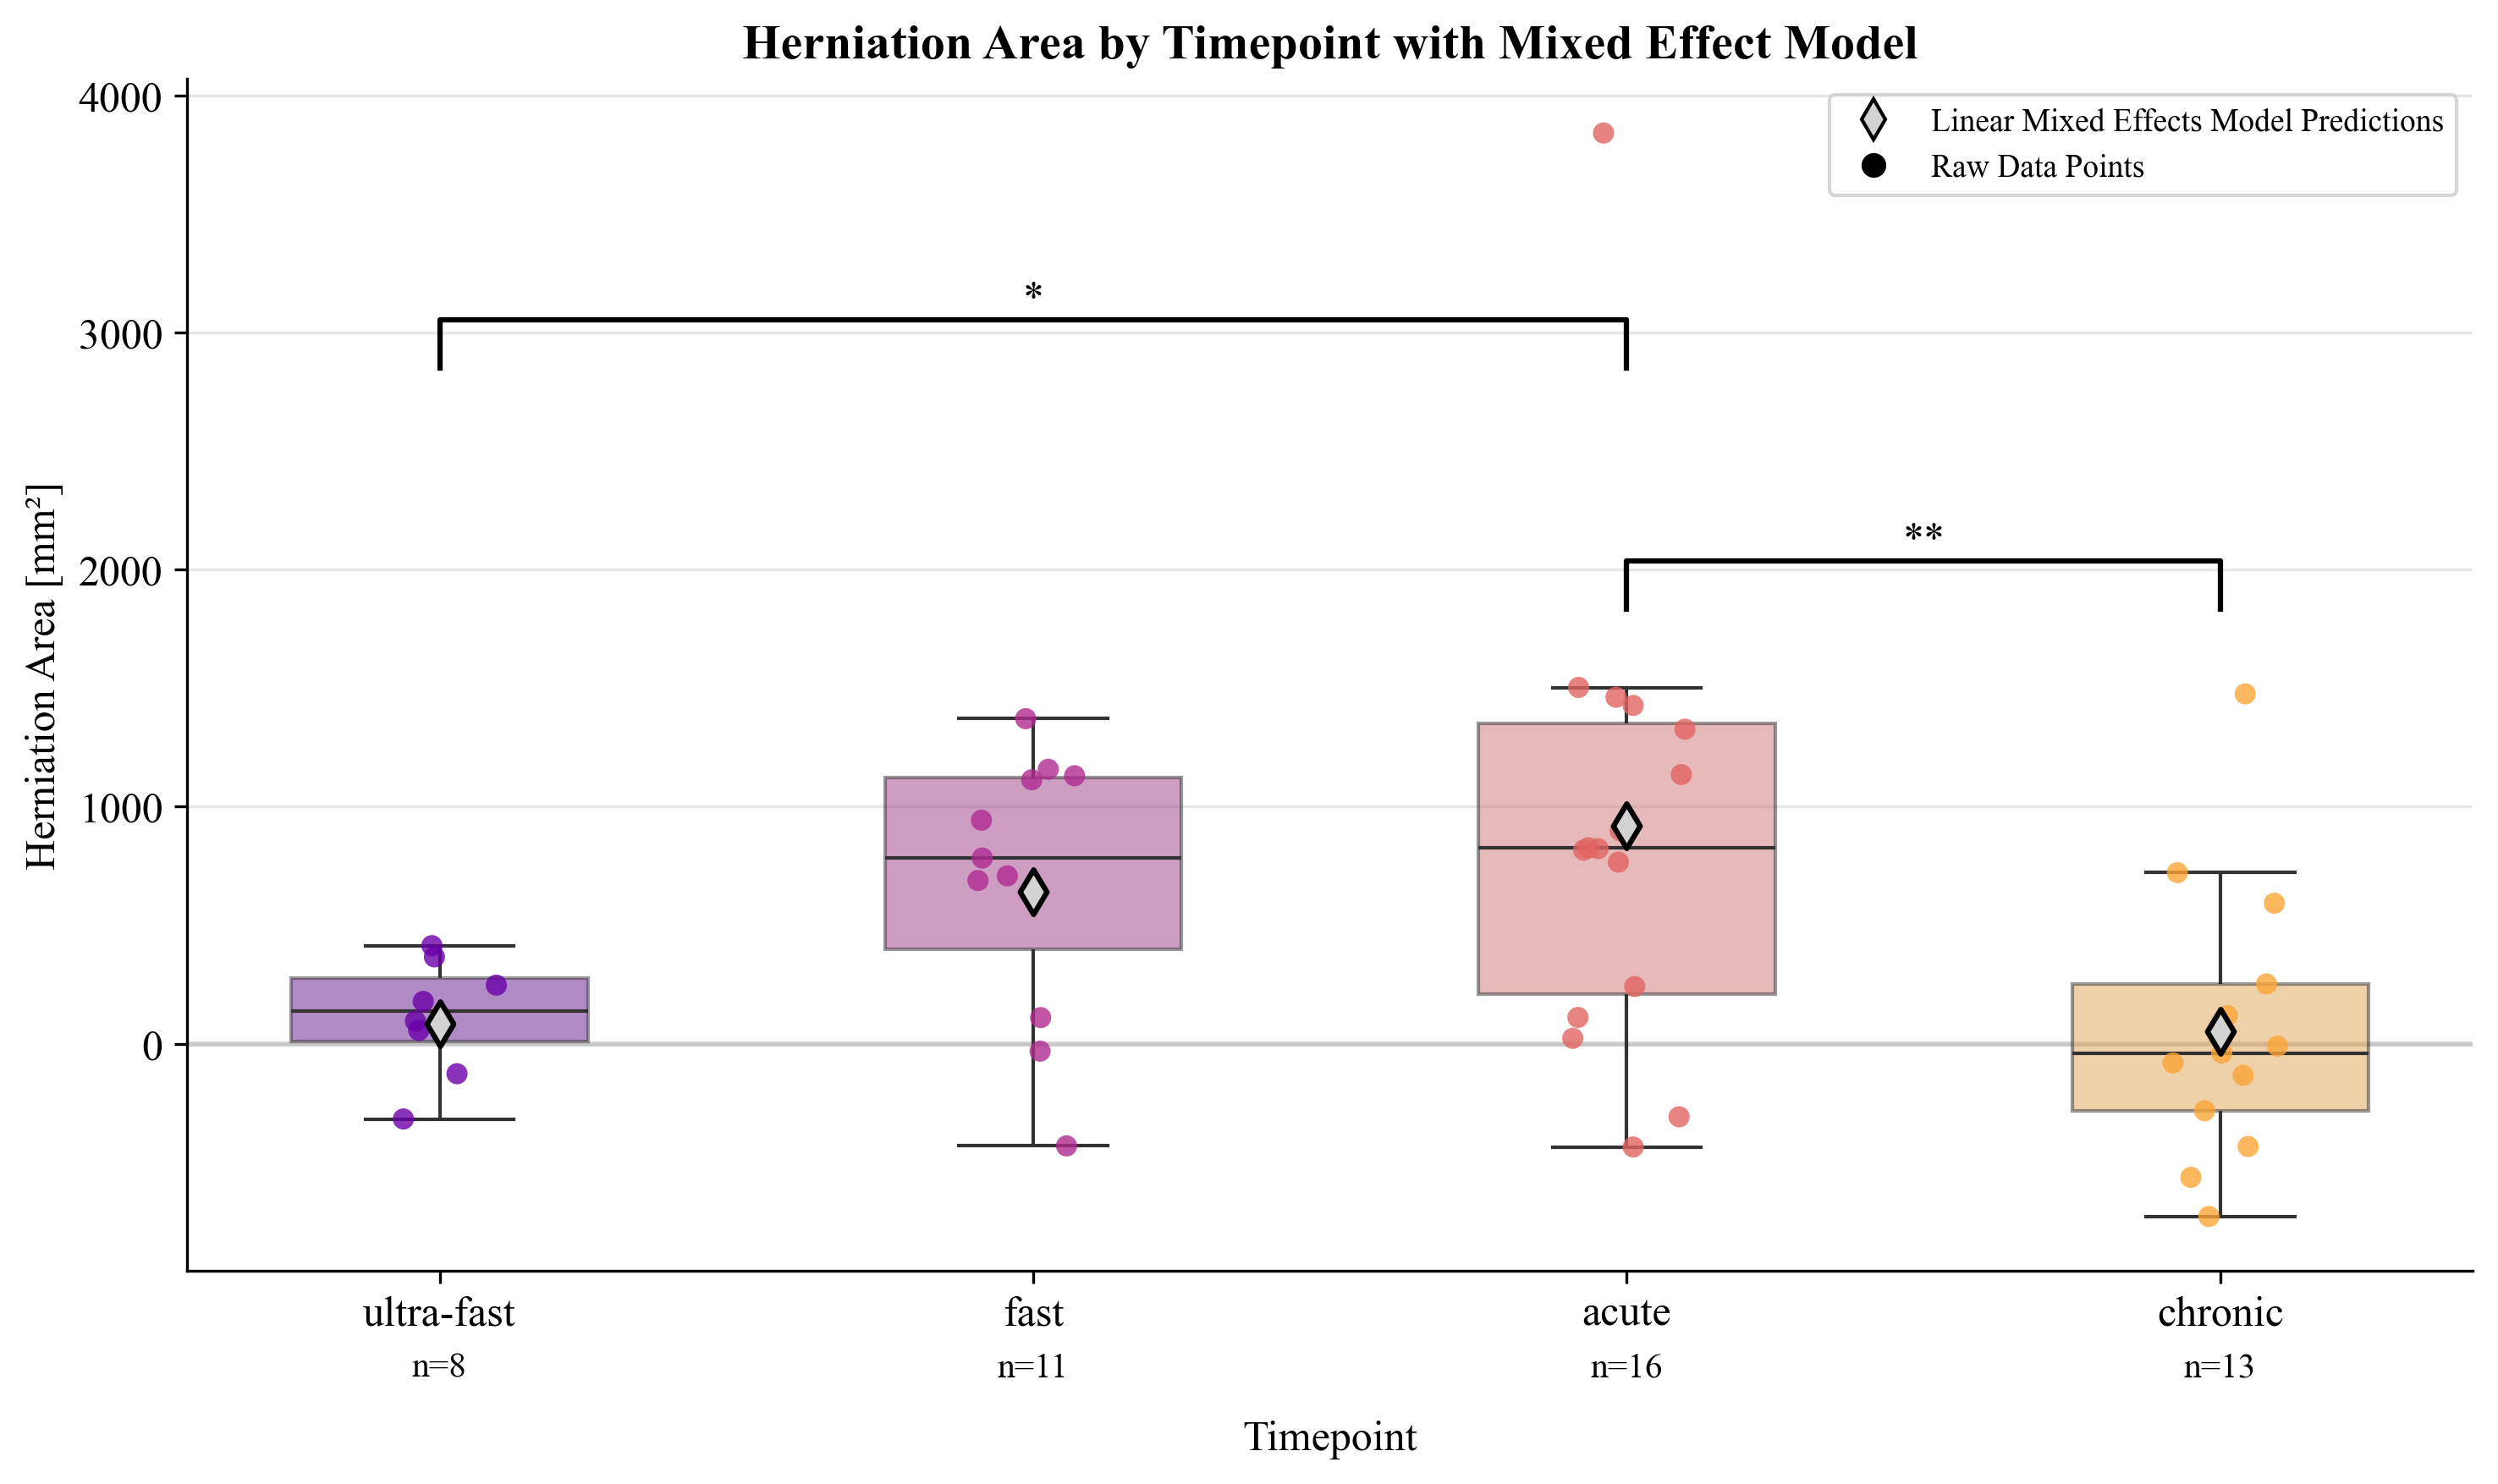 Herniation Area by Timepoint with Mixed Effect Model
Linear Mixed Effects Model Predictions
Raw Data Points
Herniation Area [mm²]
4000
3000
2000
1000
0
*
**
ultra-fast
n=8
fast
n=11
acute
n=16
chronic
n=13
Timepoint